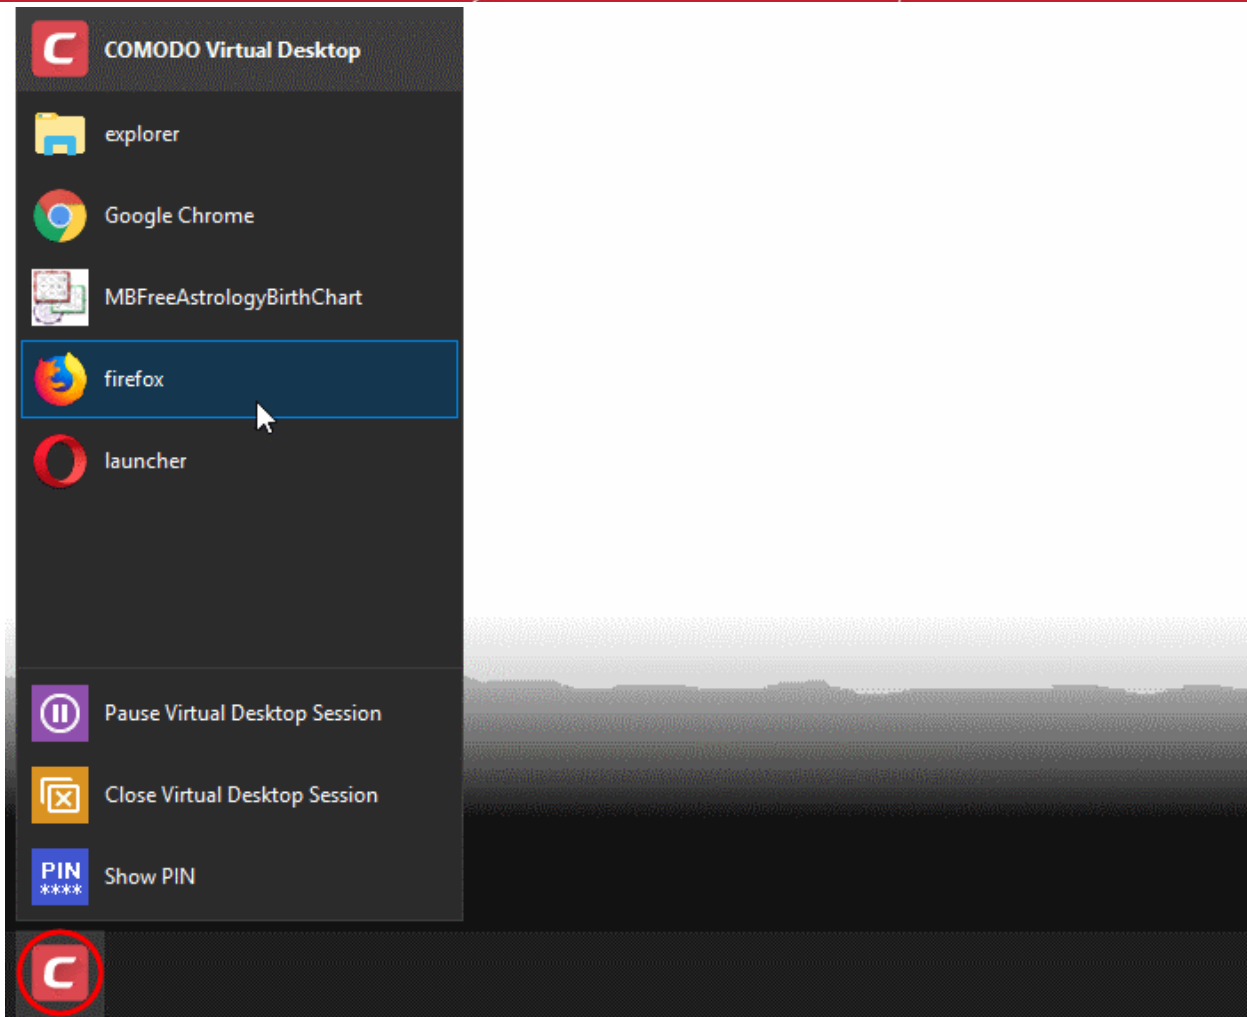 COMODO Virtual Desktop
explorer
Google Chrome
MBFreeAstrologyBirthChart
firefox
launcher
Pause Virtual Desktop Session
Close Virtual Desktop Session
PIN
****
Show PIN